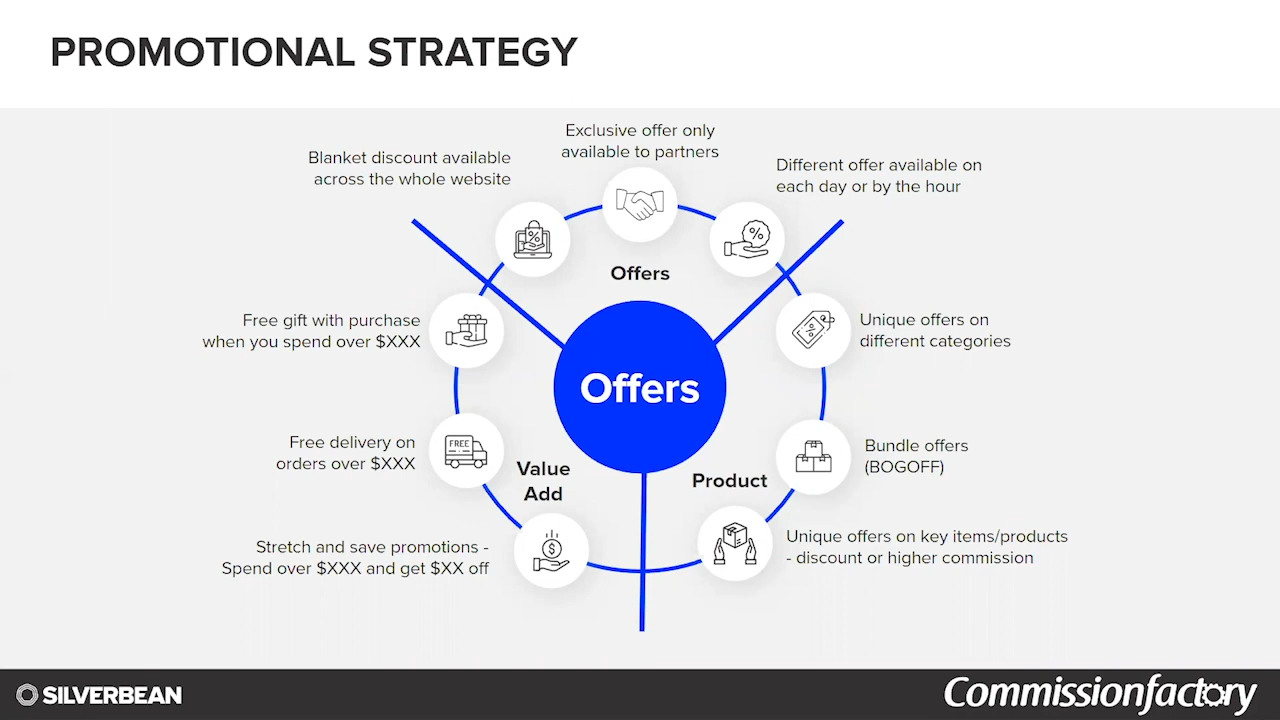 PROMOTIONAL STRATEGY
Exclusive offer only
available to partners
Blanket discount available
across the whole website
Different offer available on
each day or by the hour
Offers
Free gift with purchase
when you spend over $XXX
Unique offers on
different categories
Offers
Free delivery on
orders over $XXX
Bundle offers
(BOGOFF)
FREE
Value
Add
Product
Stretch and save promotions -
Spend over $XXX and get $XX off
Unique offers on key items/products
- discount or higher commission
SILVERBEAN
Commissionfactory